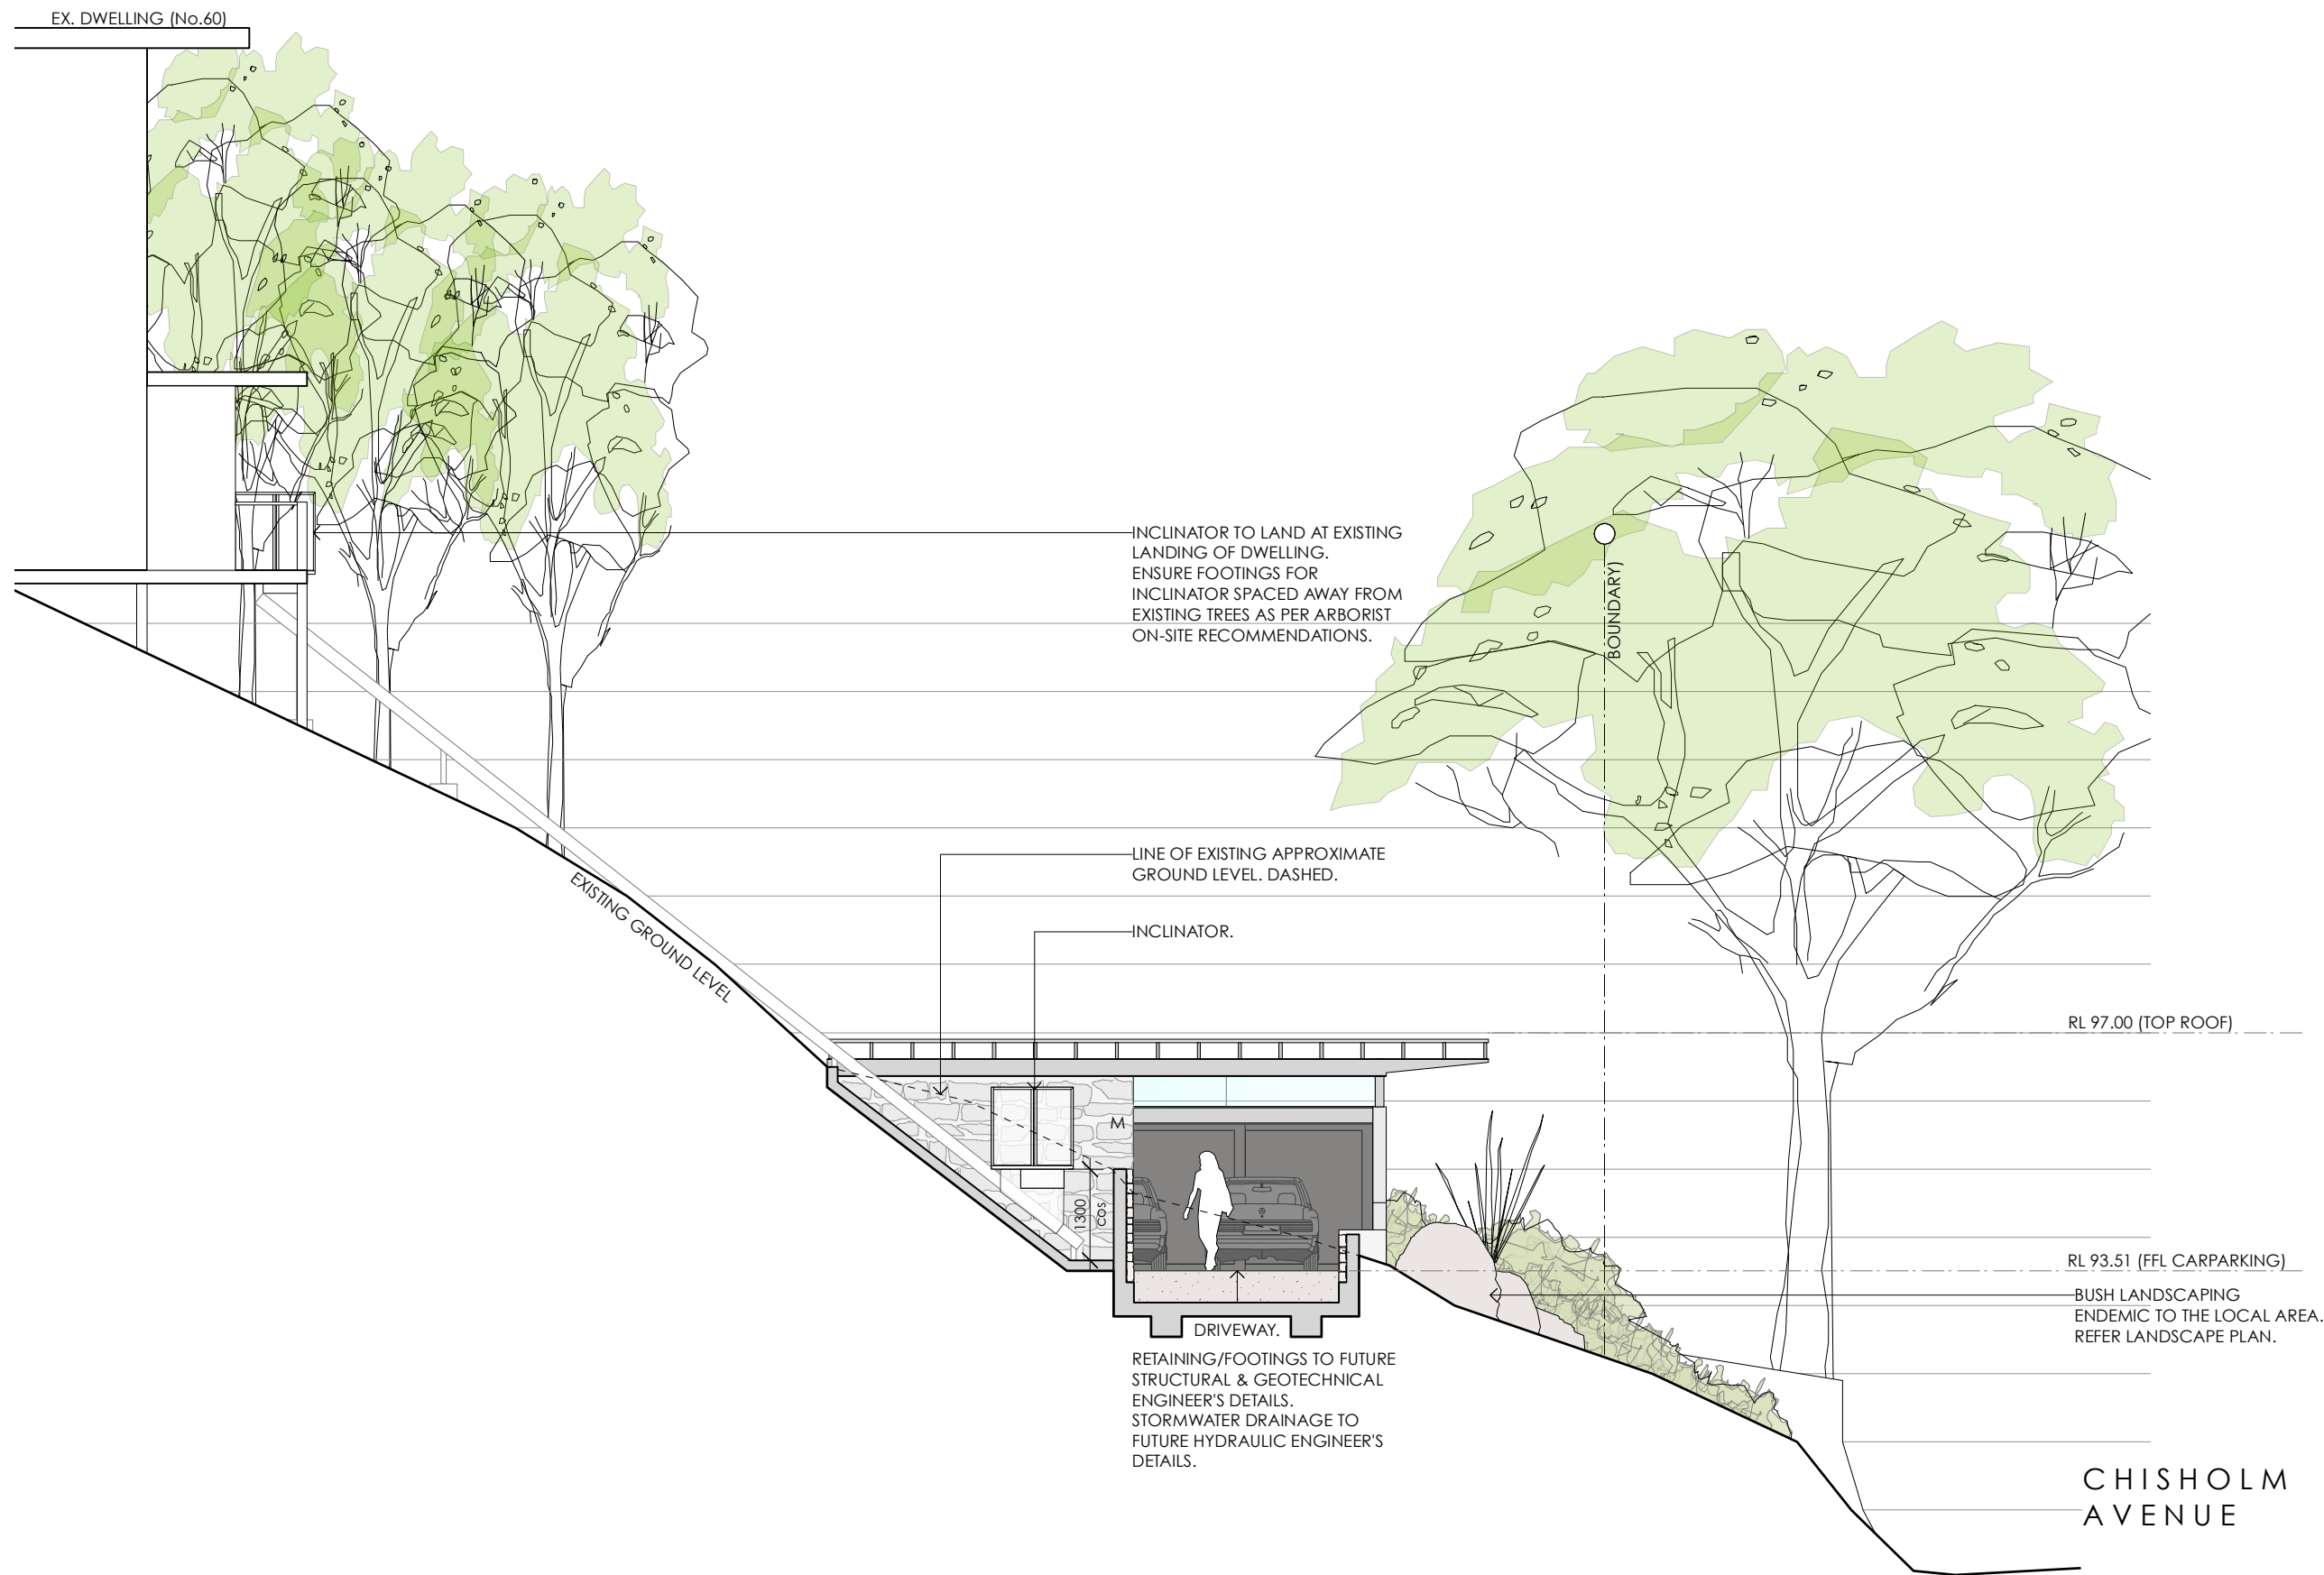 EX. DWELLING (No.60)
INCLINATOR TO LAND AT EXISTING
LANDING OF DWELLING.
ENSURE FOOTINGS FOR
INCLINATOR SPACED AWAY FROM
EXISTING TREES AS PER ARBORIST
ON-SITE RECOMMENDATIONS.
BOUNDARY)
LINE OF EXISTING APPROXIMATE
GROUND LEVEL. DASHED.
EXISTING GROUND LEVEL
INCLINATOR.
RL 97.00 (TOP ROOF)
M
1300
COS
RL 93.51 (FFL CARPARKING)
BUSH LANDSCAPING
ENDEMIC TO THE LOCAL AREA.
REFER LANDSCAPE PLAN.
DRIVEWAY.
RETAINING/FOOTINGS TO FUTURE
STRUCTURAL & GEOTECHNICAL
ENGINEER'S DETAILS.
STORMWATER DRAINAGE TO
FUTURE HYDRAULIC ENGINEER'S
DETAILS.
CHISHOLM
AVENUE